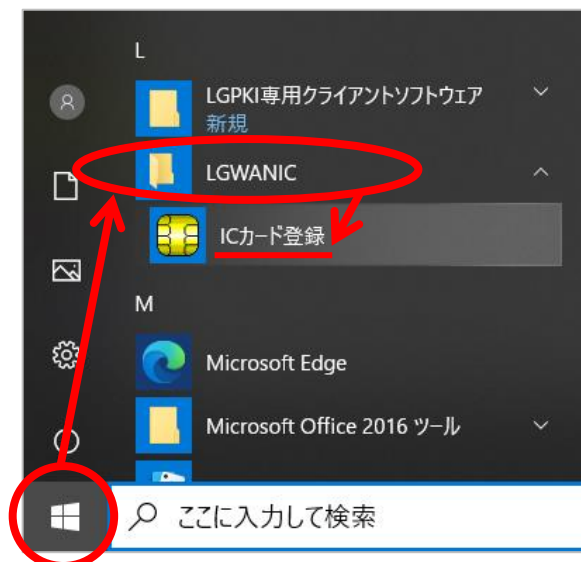 L
LGPKI専用クライアントソフトウェア
新規
LGWANIC
ICカード登録
M
Microsoft Edge
Microsoft Office 2016 ツール
ここに入力して検索